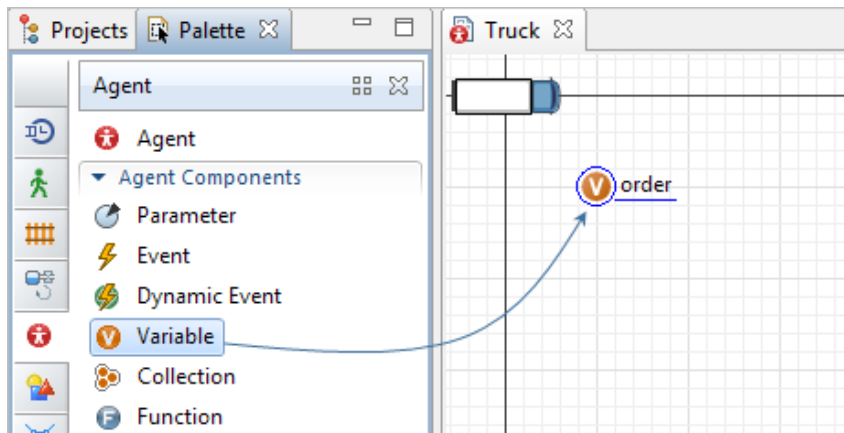 Projects
Palette
Truck
Agent
Agent
Agent Components
Parameter
Event
Dynamic Event
V Variable
Collection
F Function
V order